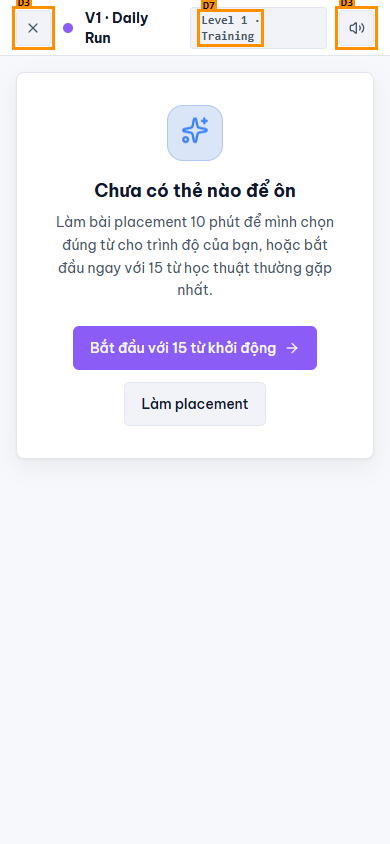 D3
D7
D3
V1 · Daily
Run
Level 1 ·
Training
Chưa có thẻ nào để ôn
Làm bài placement 10 phút để mình chọn
đúng từ cho trình độ của bạn, hoặc bắt
đầu ngay với 15 từ học thuật thường gặp
nhất.
Bắt đầu với 15 từ khởi động
Làm placement